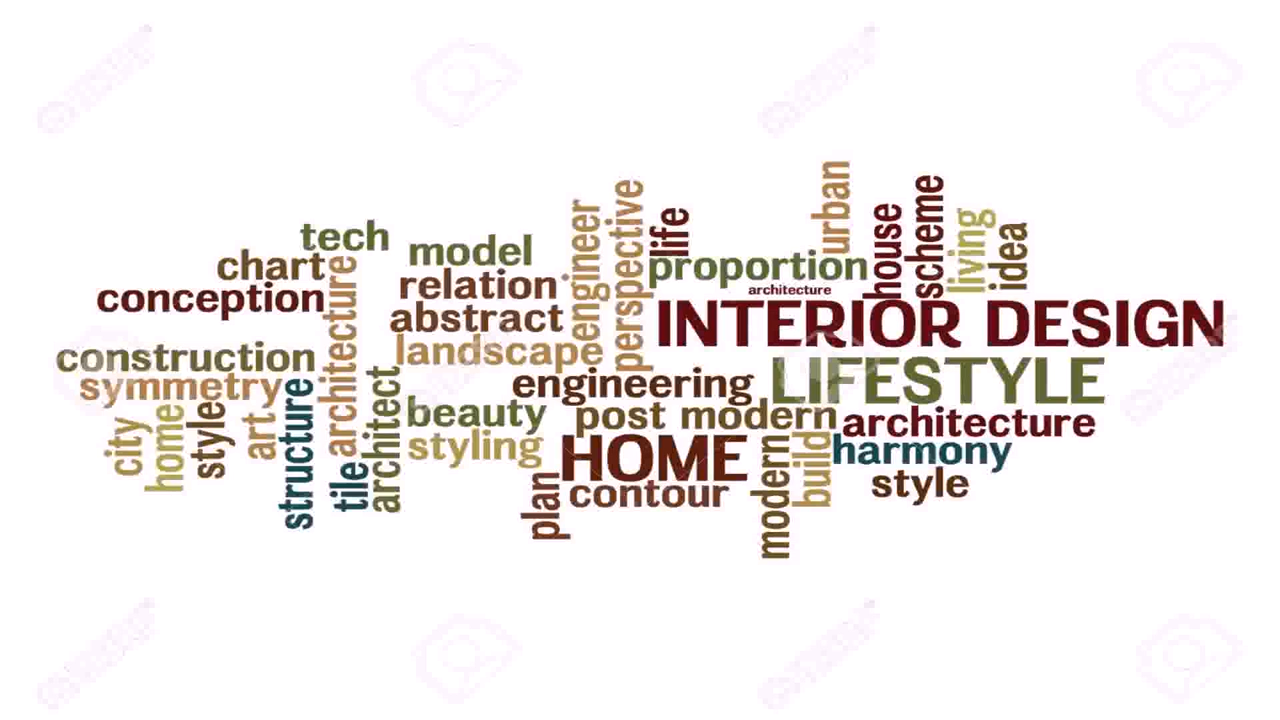 tech
chart
conception
construction
symmetry
city
home
style
art
structure
architecture
tile
architect
model
relation
abstract
landscape
beauty
styling
engineer
perspective
life
engineering
post modern
HOME
contour
plan
proportion
architecture
urban
house
scheme
living
idea
INTERIOR DESIGN
LIFESTYLE
architecture
harmony
style
modern
build